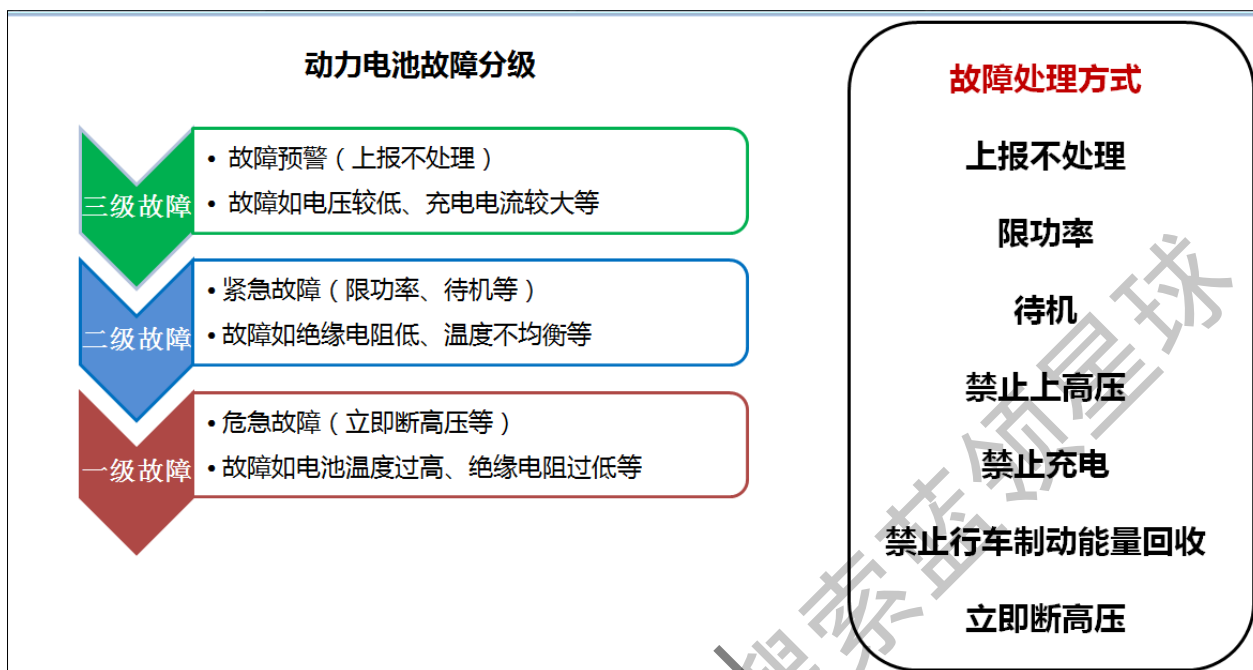 动力电池故障分级
三级故障
• 故障预警（上报不处理）
• 故障如电压较低、充电电流较大等
二级故障
• 紧急故障（限功率、待机等）
• 故障如绝缘电阻低、温度不均衡等
一级故障
• 危急故障（立即断高压等）
• 故障如电池温度过高、绝缘电阻过低等
故障处理方式
上报不处理
限功率
待机
禁止上高压
禁止充电
禁止行车制动能量回收
立即断高压
搜索蓝领星球